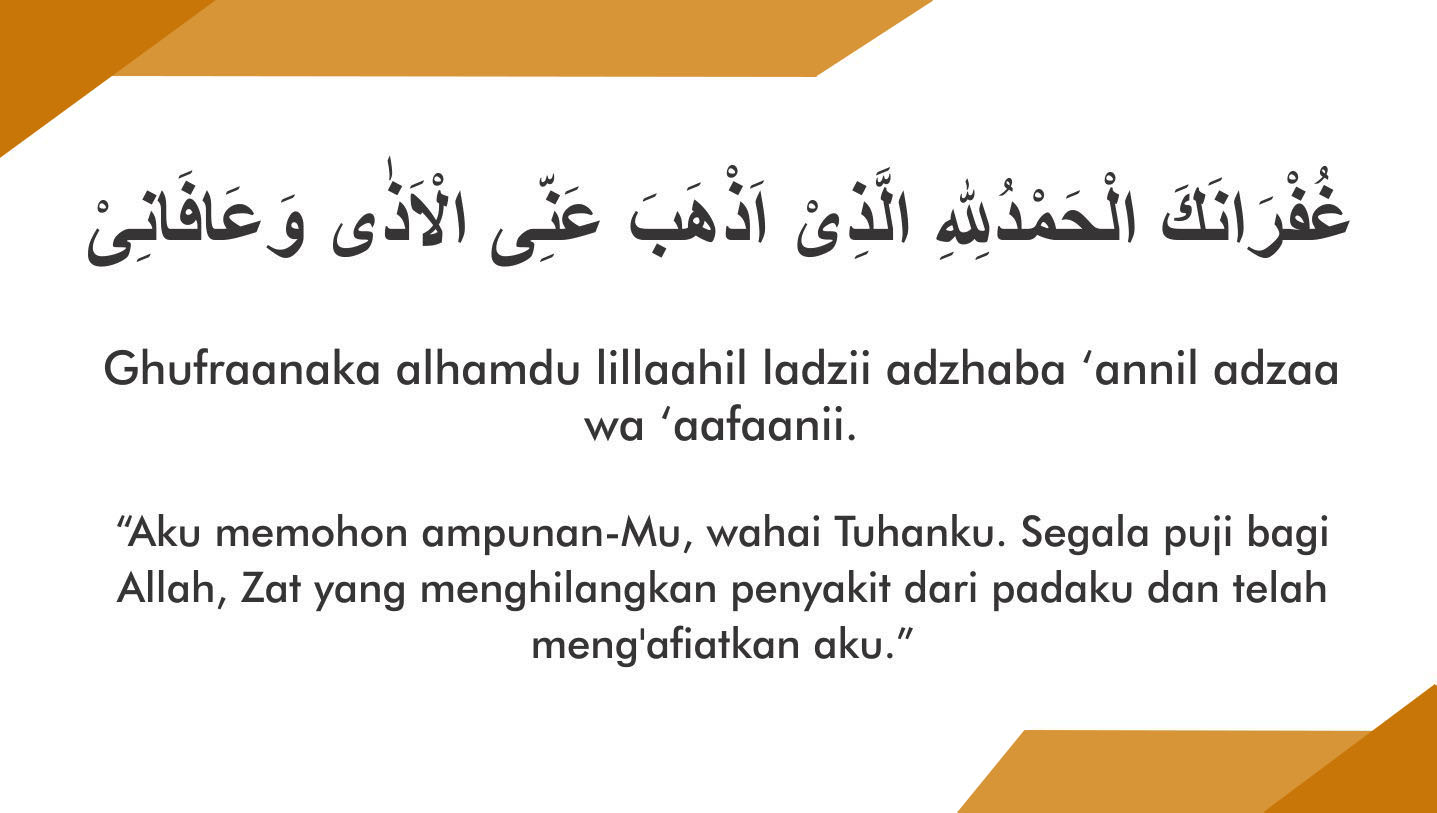 غُفْرَانَكَ الْحَمْدُلِلّٰهِ الَّذِىْ اَذْهَبَ عَنِّى الْاَذٰى وَعَافَانِىْ
Ghufraanaka alhamdu lillaahil ladzii adzhaba ‘annil adzaa
wa ‘aafaanii.
“Aku memohon ampunan-Mu, wahai Tuhanku. Segala puji bagi
Allah, Zat yang menghilangkan penyakit dari padaku dan telah
meng'afiatkan aku.”